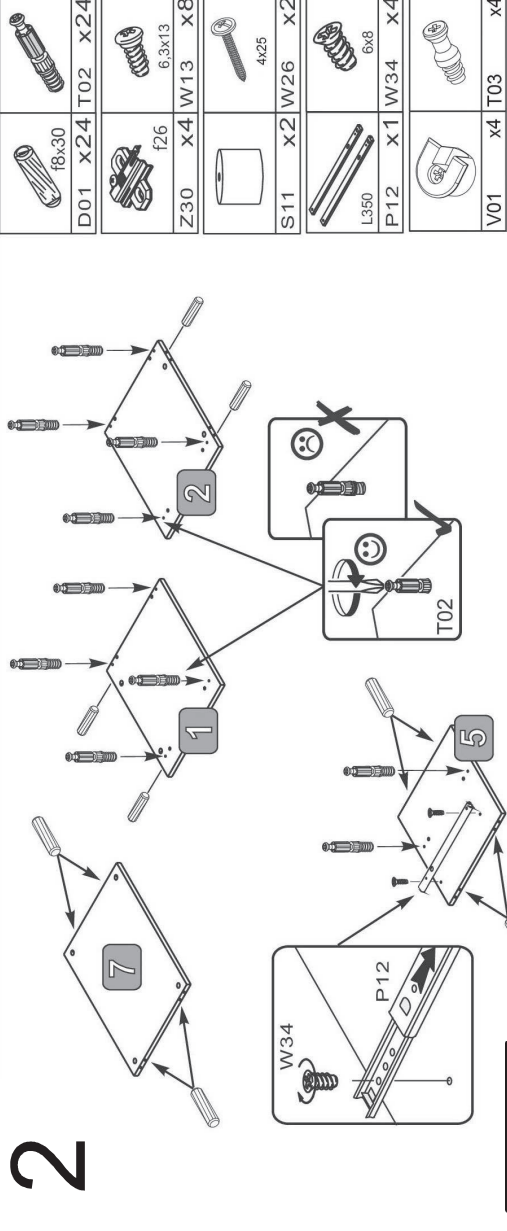 2
7
1
2
T02
W34
P12
5
f8x30
D01 x24
T02 x24
f26
Z30 x4
6,3x13
W13 x8
S11 x2
4x25
W26 x2
L350
P12 x1
6x8
W34 x4
V01 x4
T03 x4